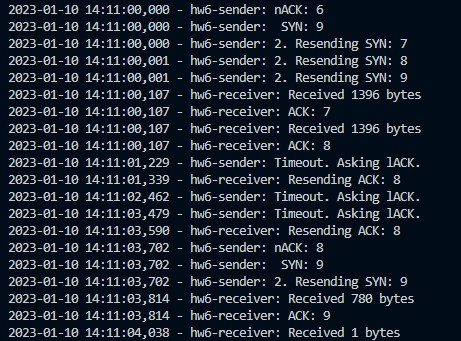 2023-01-10 14:11:00,000 - hw6-sender: nACK: 6
2023-01-10 14:11:00,000 - hw6-sender:  SYN: 9
2023-01-10 14:11:00,000 - hw6-sender: 2. Resending SYN: 7
2023-01-10 14:11:00,001 - hw6-sender: 2. Resending SYN: 8
2023-01-10 14:11:00,001 - hw6-sender: 2. Resending SYN: 9
2023-01-10 14:11:00,107 - hw6-receiver: Received 1396 bytes
2023-01-10 14:11:00,107 - hw6-receiver: ACK: 7
2023-01-10 14:11:00,107 - hw6-receiver: Received 1396 bytes
2023-01-10 14:11:00,107 - hw6-receiver: ACK: 8
2023-01-10 14:11:01,229 - hw6-sender: Timeout. Asking lACK.
2023-01-10 14:11:01,339 - hw6-receiver: Resending ACK: 8
2023-01-10 14:11:02,462 - hw6-sender: Timeout. Asking lACK.
2023-01-10 14:11:03,479 - hw6-sender: Timeout. Asking lACK.
2023-01-10 14:11:03,590 - hw6-receiver: Resending ACK: 8
2023-01-10 14:11:03,702 - hw6-sender: nACK: 8
2023-01-10 14:11:03,702 - hw6-sender:  SYN: 9
2023-01-10 14:11:03,702 - hw6-sender: 2. Resending SYN: 9
2023-01-10 14:11:03,814 - hw6-receiver: Received 780 bytes
2023-01-10 14:11:03,814 - hw6-receiver: ACK: 9
2023-01-10 14:11:04,038 - hw6-receiver: Received 1 bytes